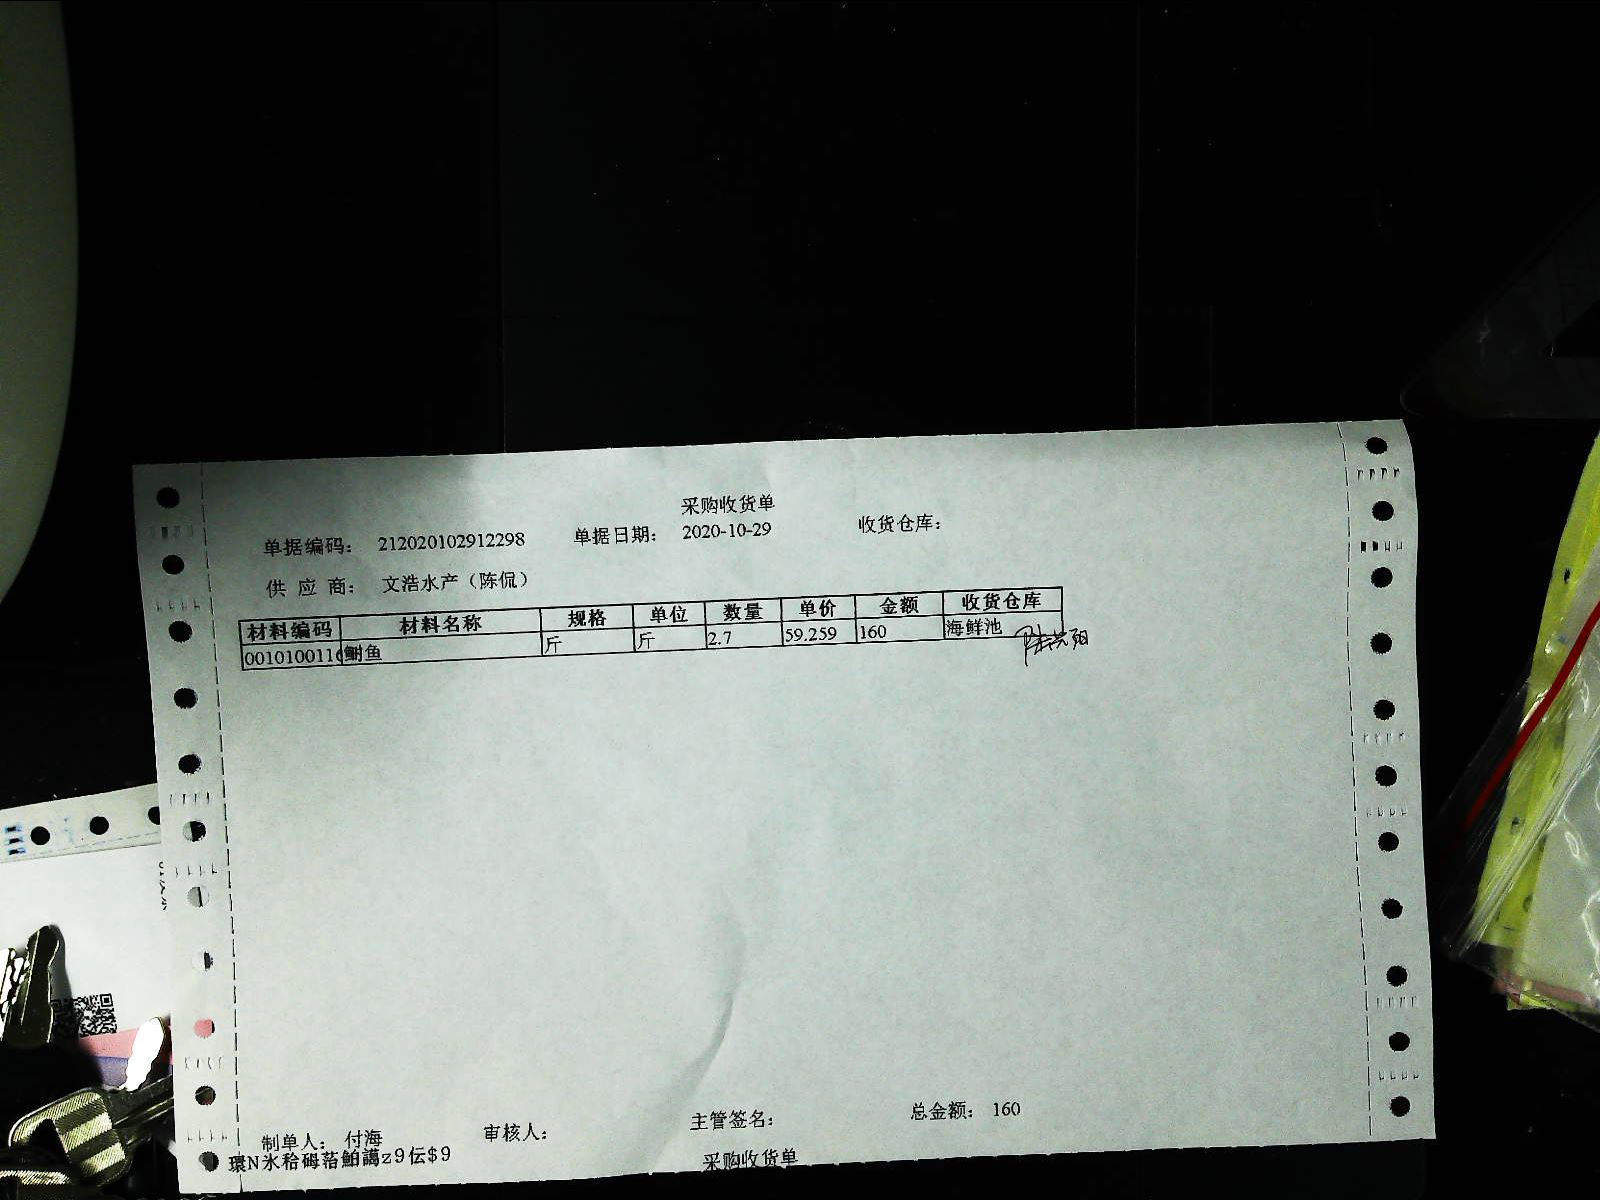 采购收货单
单据编码： 212020102912298 单据日期： 2020-10-29 收货仓库：
供 应 商： 文浩水产（陈侃）
材料编码 材料名称 规格 单位 数量 单价 金额 收货仓库
001010011 鲥鱼 斤 斤 2.7 59.259 160 海鲜池
主管签名： 总金额： 160
制单人： 付海 审核人：
采购收货单